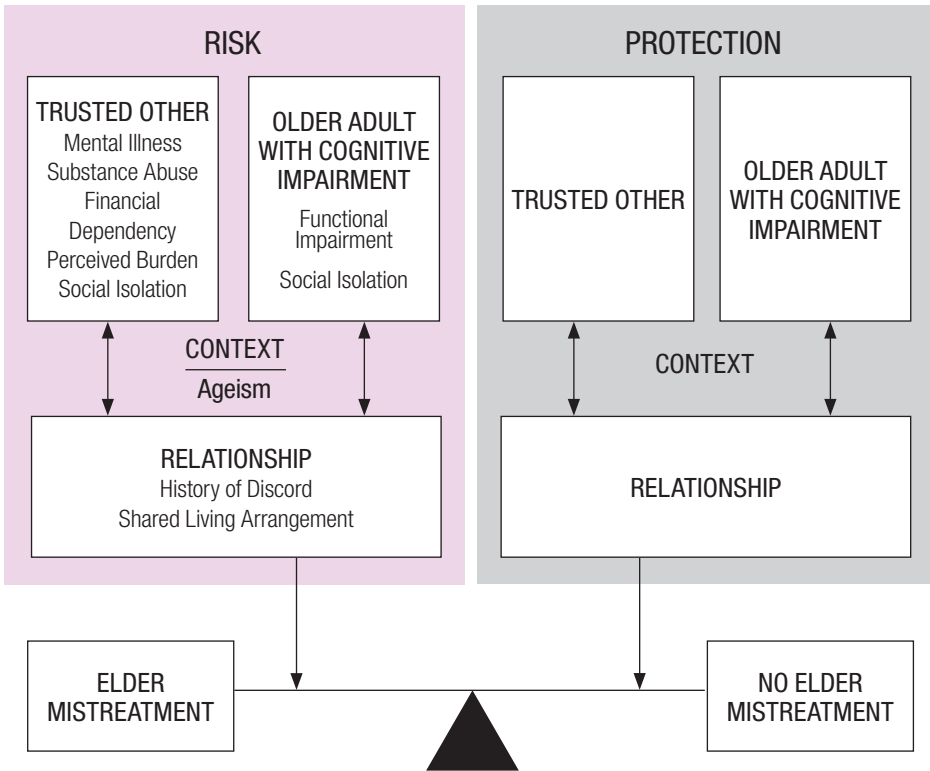 RISK
TRUSTED OTHER
Mental Illness
Substance Abuse
Financial
Dependency
Perceived Burden
Social Isolation
OLDER ADULT
WITH COGNITIVE
IMPAIRMENT
Functional
Impairment
Social Isolation
CONTEXT
Ageism
RELATIONSHIP
History of Discord
Shared Living Arrangement
PROTECTION
TRUSTED OTHER
OLDER ADULT
WITH COGNITIVE
IMPAIRMENT
CONTEXT
RELATIONSHIP
ELDER
MISTREATMENT
NO ELDER
MISTREATMENT